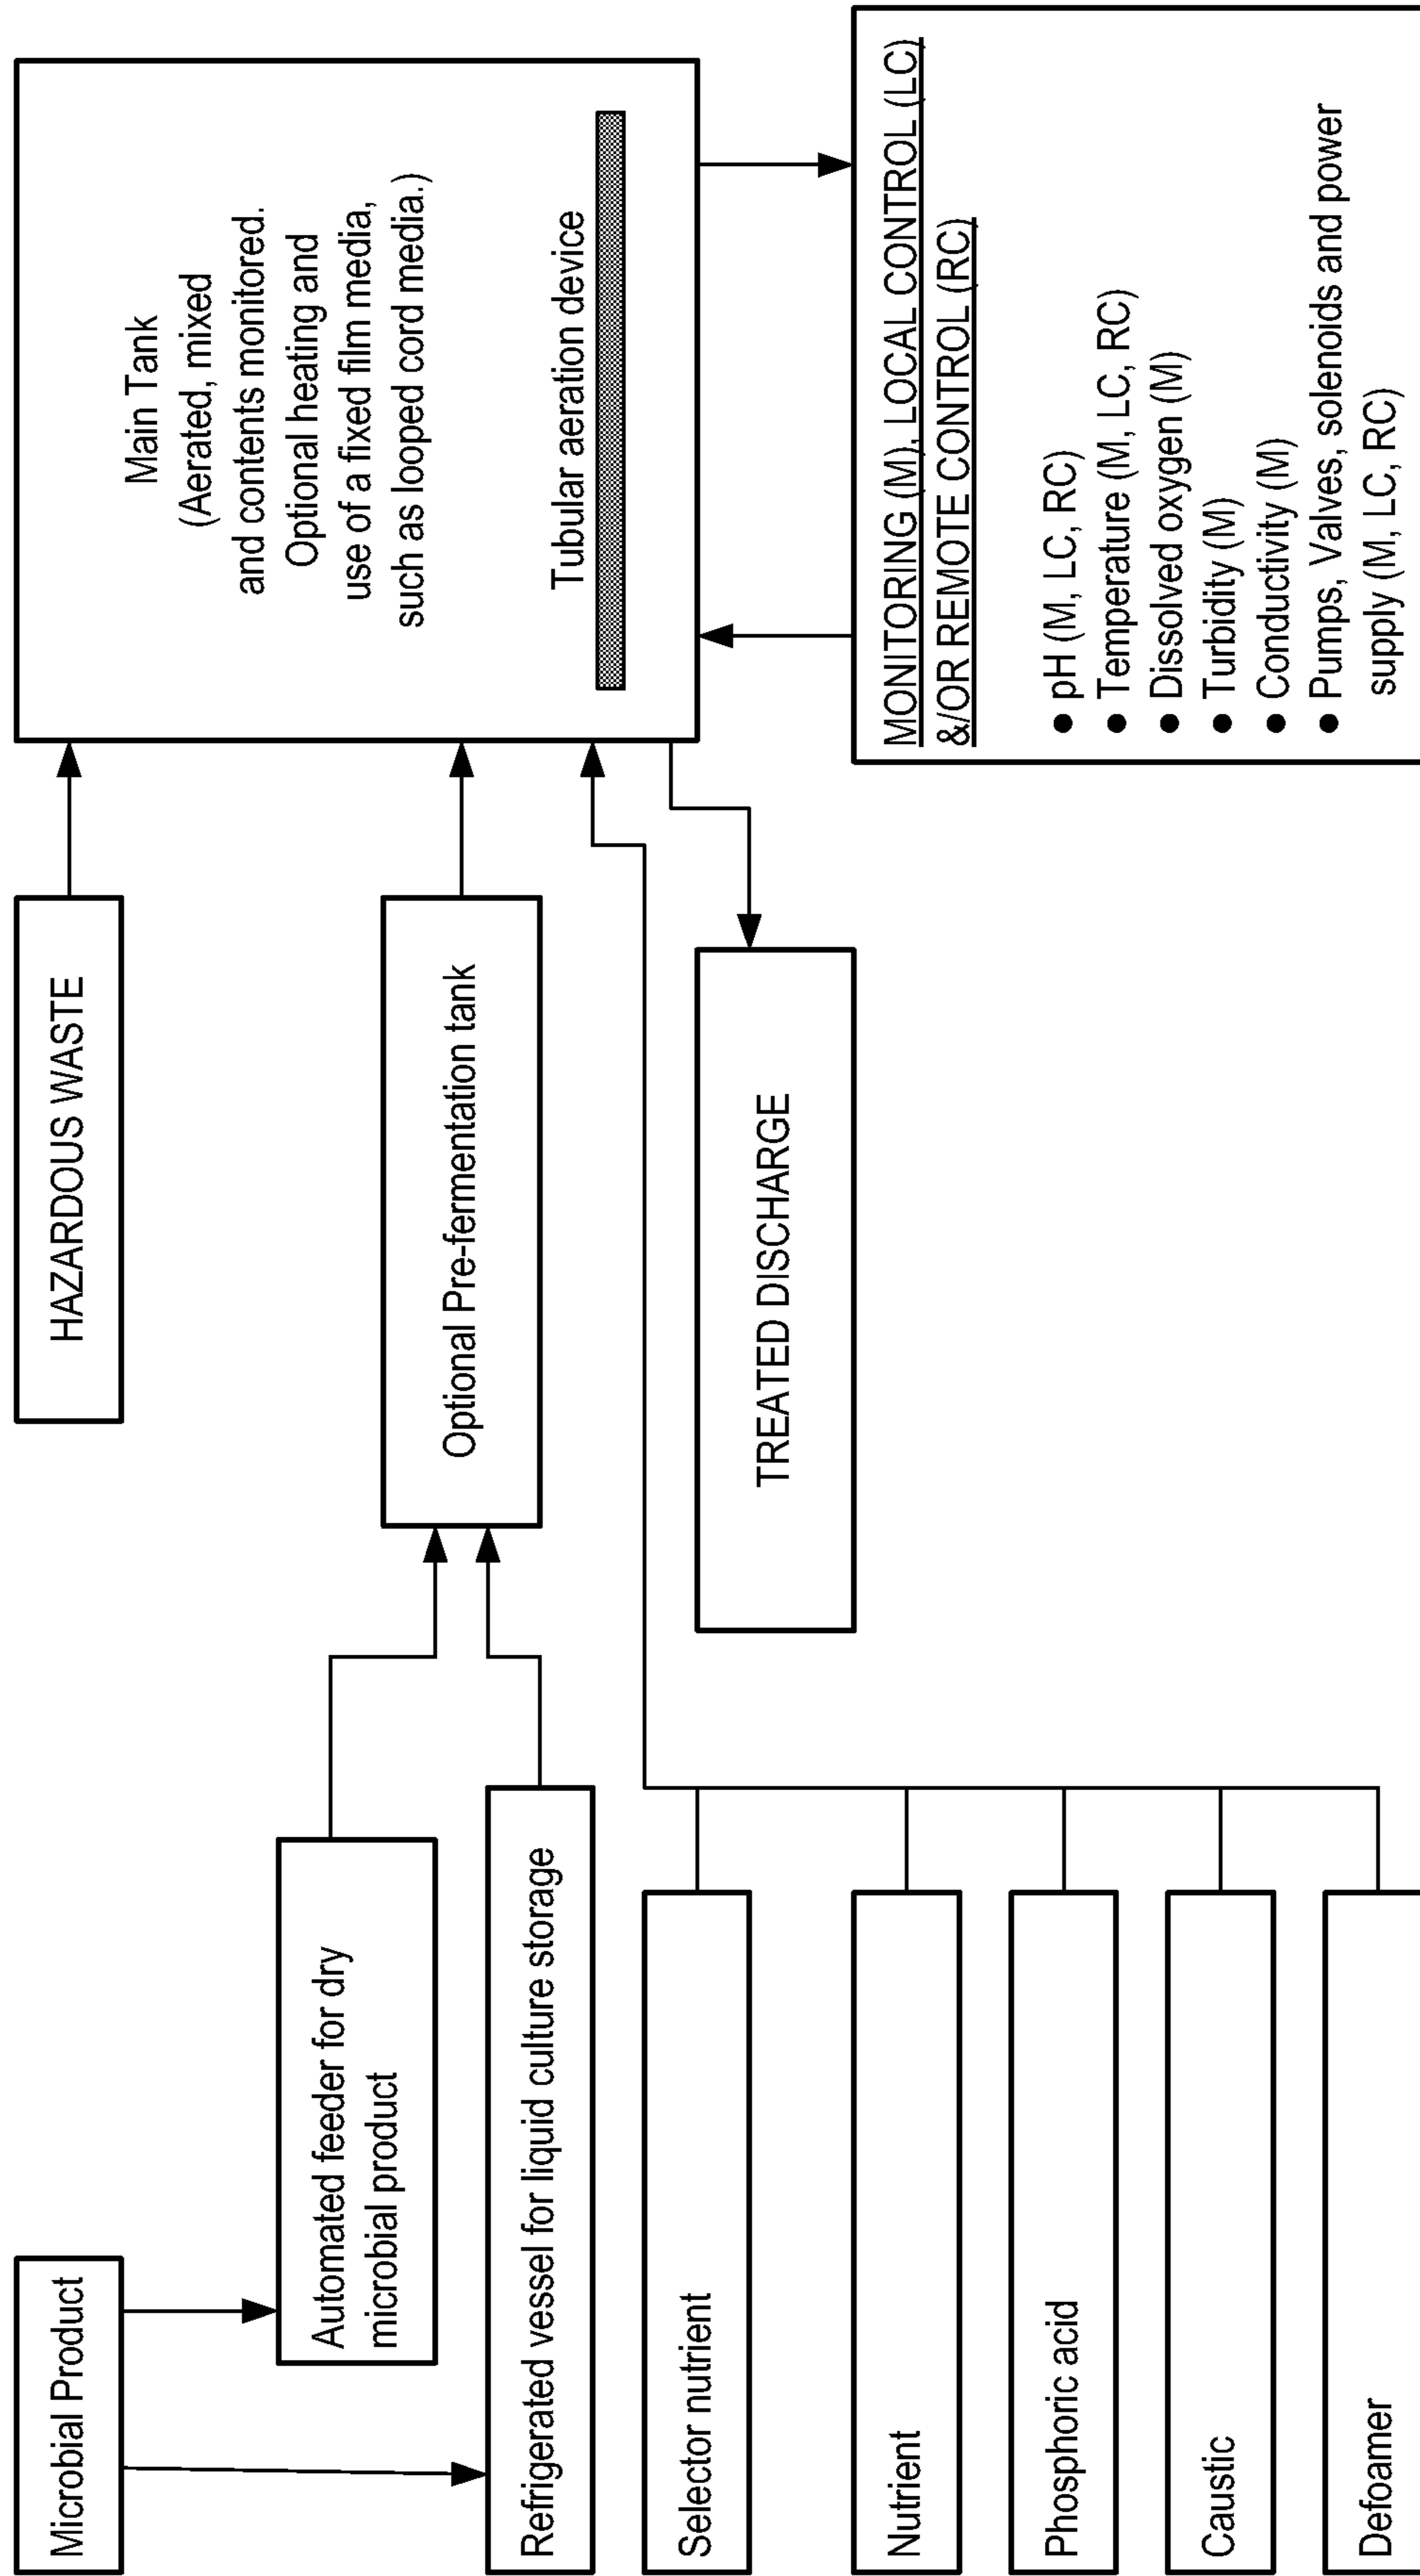 Microbial Product
Automated feeder for dry
microbial product
Refrigerated vessel for liquid culture storage
Selector nutrient
Nutrient
Phosphoric acid
Caustic
Defoamer
HAZARDOUS WASTE
Optional Pre-fermentation tank
TREATED DISCHARGE
Main Tank
(Aerated, mixed
and contents monitored.
Optional heating and
use of a fixed film media,
such as looped cord media.)
Tubular aeration device
MONITORING (M), LOCAL CONTROL (LC)
&/OR REMOTE CONTROL (RC)
● pH (M, LC, RC)
● Temperature (M, LC, RC)
● Dissolved oxygen (M)
● Turbidity (M)
● Conductivity (M)
● Pumps, Valves, solenoids and power
supply (M, LC, RC)